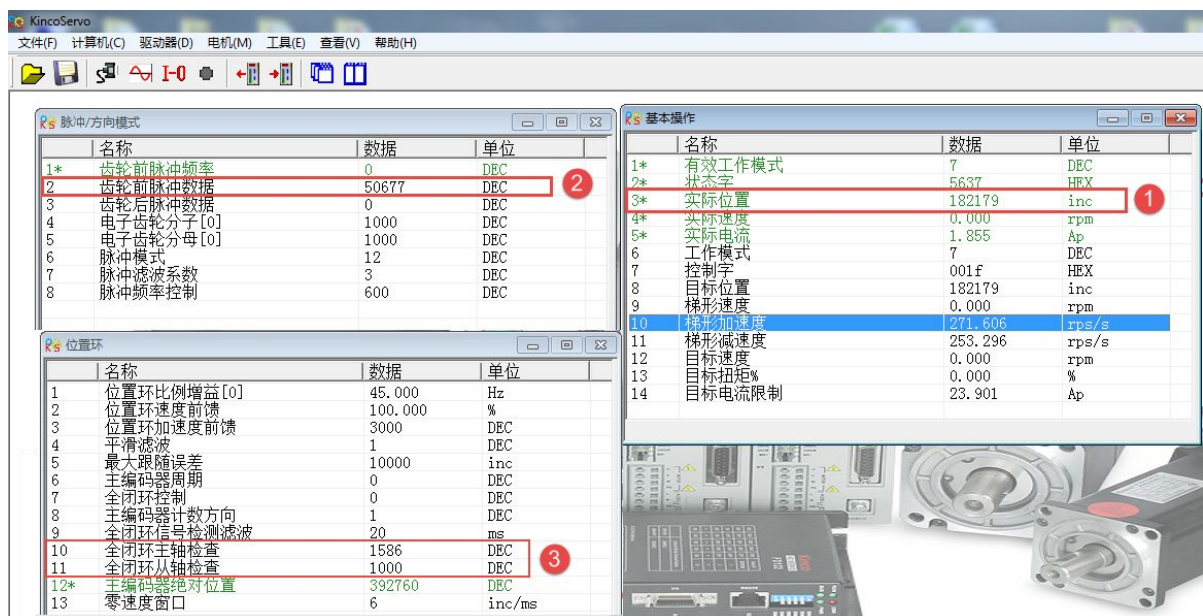 KincoServo
文件(F) 计算机(C) 驱动器(D) 电机(M) 工具(E) 查看(V) 帮助(H)
脉冲/方向模式
名称 数据 单位
1* 齿轮前脉冲频率 0 DEC
2 齿轮前脉冲数据 50677 DEC
3 齿轮后脉冲数据 0 DEC
4 电子齿轮分子[0] 1000 DEC
5 电子齿轮分母[0] 1000 DEC
6 脉冲模式 12 DEC
7 脉冲滤波系数 3 DEC
8 脉冲频率控制 600 DEC
2
基本操作
名称 数据 单位
1* 有效工作模式 7 DEC
2* 状态字 5637 HEX
3* 实际位置 182179 inc
4* 实际速度 0.000 rpm
5* 实际电流 1.855 Ap
6 工作模式 7 DEC
7 控制字 001f HEX
8 目标位置 182179 inc
9 梯形速度 0.000 rpm
10 梯形加速度 271.606 rps/s
11 梯形减速度 253.296 rps/s
12 目标速度 0.000 rpm
13 目标扭矩% 0.000 %
14 目标电流限制 23.901 Ap
1
位置环
名称 数据 单位
1 位置环比例增益[0] 45.000 Hz
2 位置环速度前馈 100.000 %
3 位置环加速度前馈 3000 DEC
4 平滑滤波 1 DEC
5 最大跟随误差 10000 inc
6 主编码器周期 0 DEC
7 全闭环控制 0 DEC
8 主编码器计数方向 1 DEC
9 全闭环信号检测滤波 20 ms
10 全闭环主轴检查 1586 DEC
11 全闭环从轴检查 1000 DEC
12* 主编码器绝对位置 392760 DEC
13 零速度窗口 6 inc/ms
3